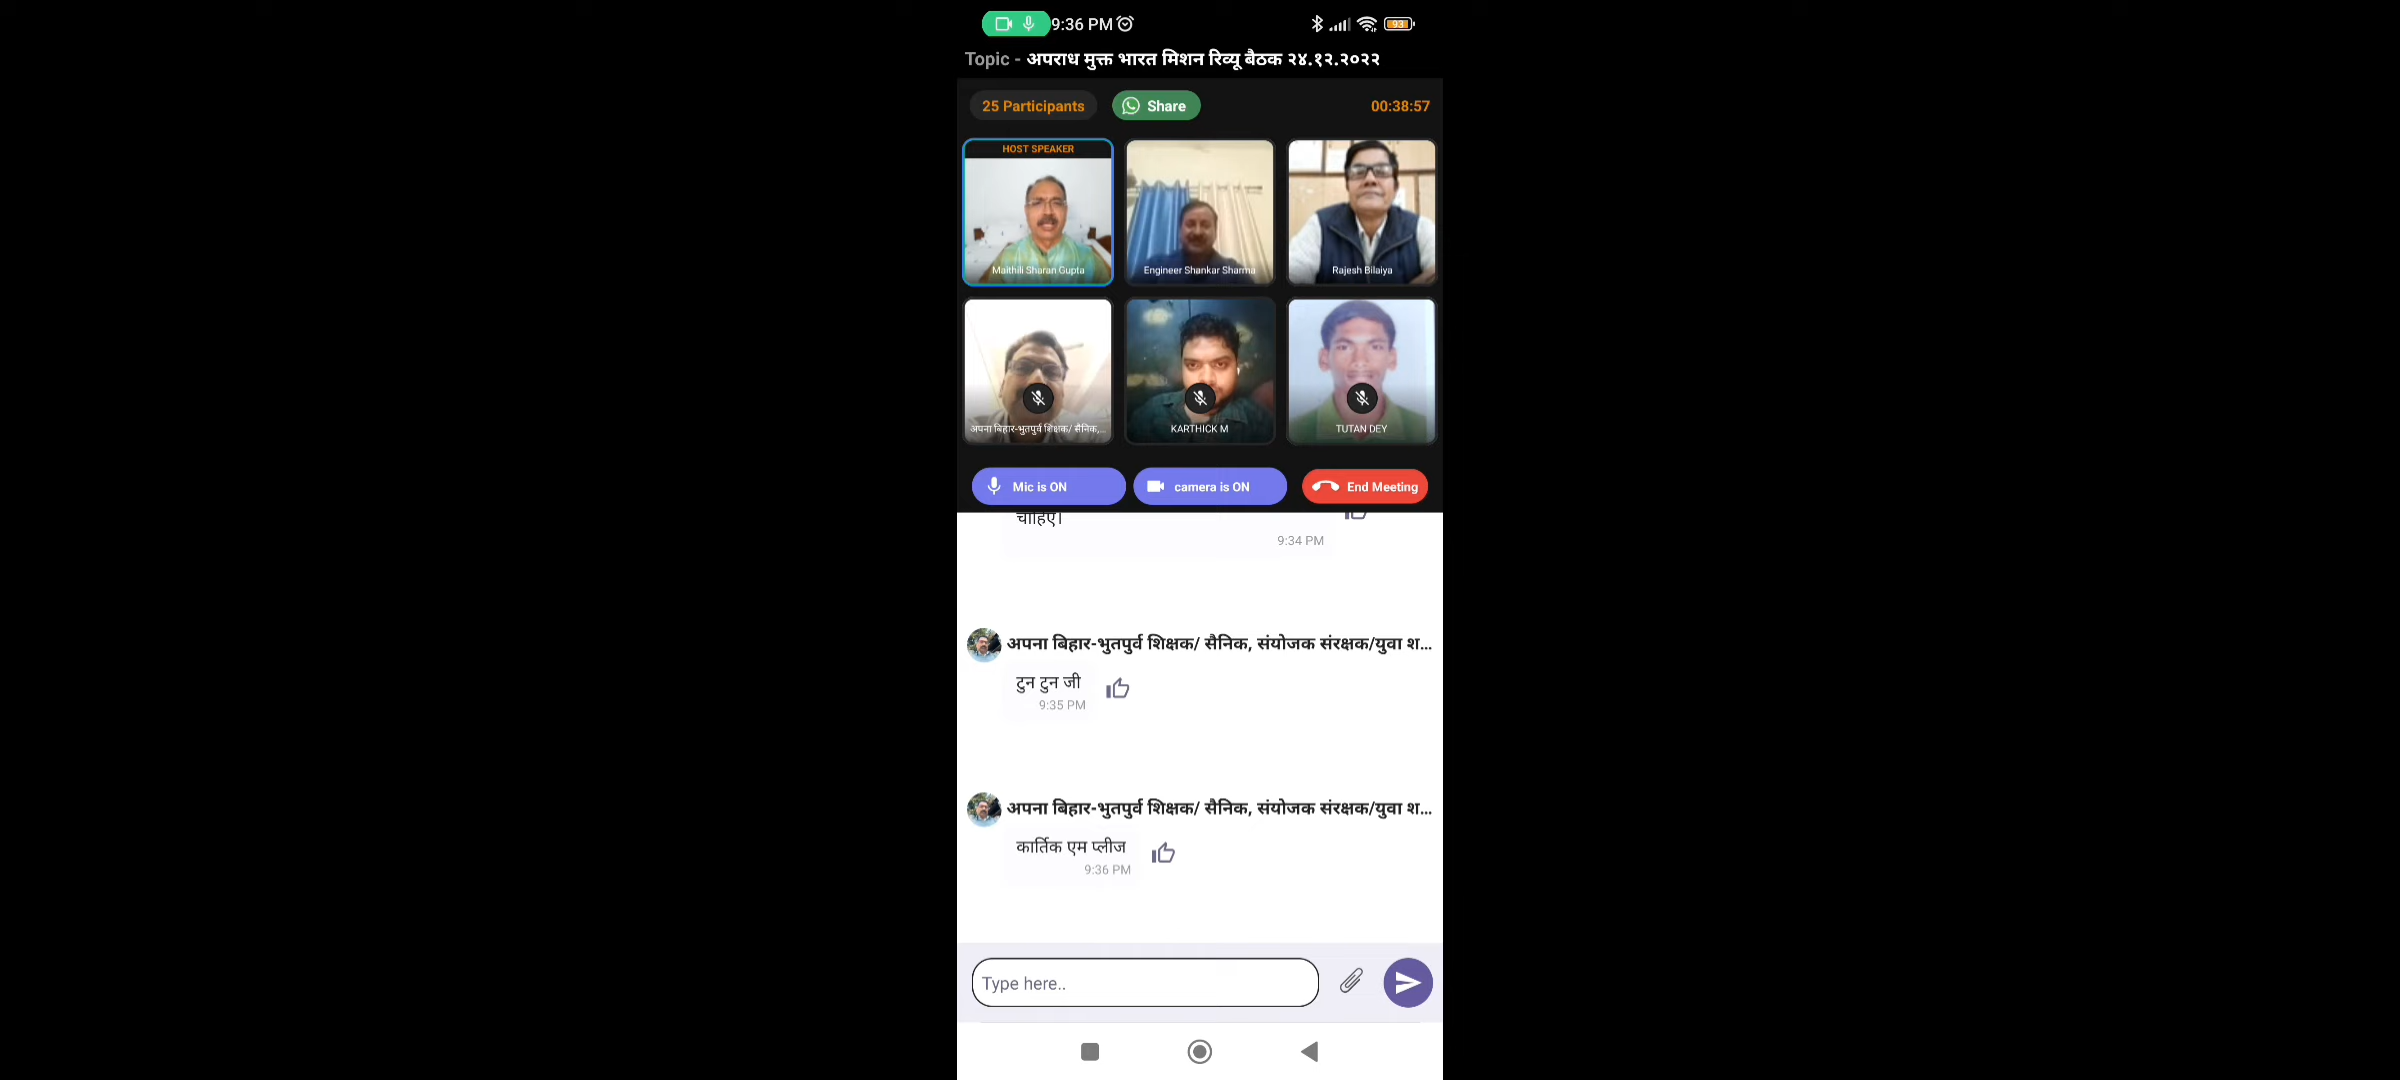 9:36 PM
93
Topic - अपराध मुक्त भारत मिशन रिव्यू बैठक २४.१२.२०२२
25 Participants
Share
00:38:57
HOST SPEAKER
Maithili Sharan Gupta
Engineer Shankar Sharma
Rajesh Bilaiya
अपना बिहार-भुतपुर्व शिक्षक/ सैनिक,...
KARTHICK M
TUTAN DEY
Mic is ON
camera is ON
End Meeting
चाहिए।
9:34 PM
अपना बिहार-भुतपुर्व शिक्षक/ सैनिक, संयोजक संरक्षक/युवा श...
टुन टुन जी
9:35 PM
अपना बिहार-भुतपुर्व शिक्षक/ सैनिक, संयोजक संरक्षक/युवा श...
कार्तिक एम प्लीज
9:36 PM
Type here..